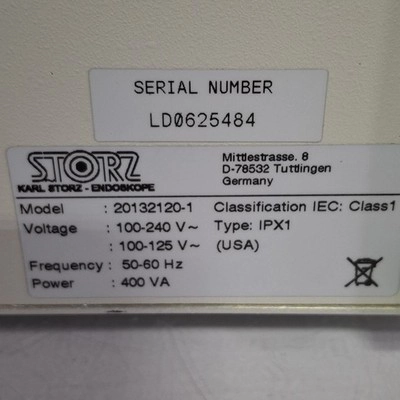 SERIAL NUMBER
LD0625484
STORZ
KARL STORZ - ENDOSKOPE
Mittlestrasse. 8
D-78532 Tuttlingen
Germany
Model : 20132120-1 Classification IEC: Class1
Voltage : 100-240 V~ Type: IPX1
: 100-125 V~ (USA)
Frequency : 50-60 Hz
Power : 400 VA